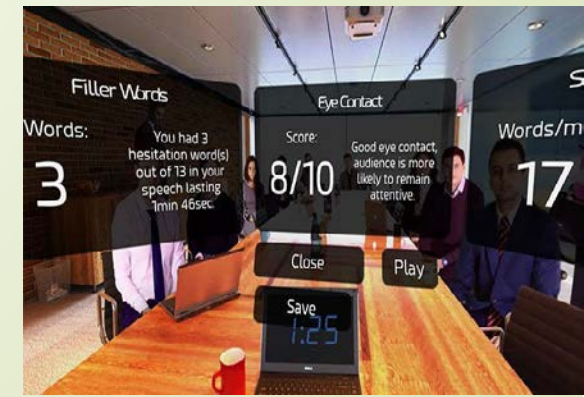 Filler Words
Words:
3
You had 3
hesitation word(s)
out of 13 in your
speech lasting
1min 46sec.
Eye Contact
Score:
8/10
Good eye contact,
audience is more
likely to remain
attentive.
S
Words/m
17
Close
Play
Save
1:25